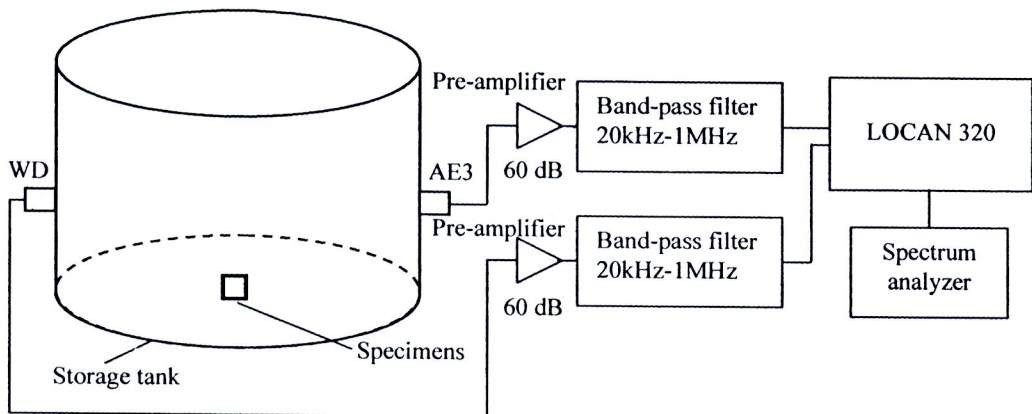 Pre-amplifier
Band-pass filter
20kHz-1MHz
LOCAN 320
WD
AE3
60 dB
Pre-amplifier
Band-pass filter
20kHz-1MHz
Spectrum
analyzer
60 dB
Specimens
Storage tank